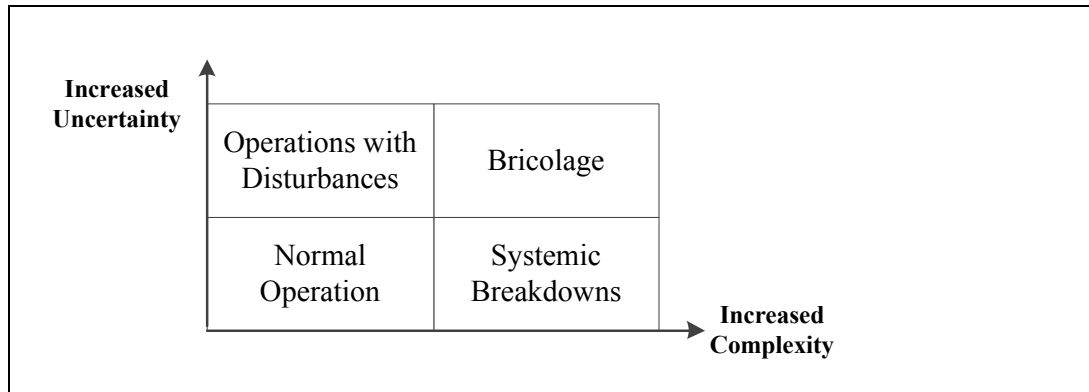 Increased
Uncertainty
Operations with
Disturbances
Bricolage
Normal
Operation
Systemic
Breakdowns
Increased
Complexity